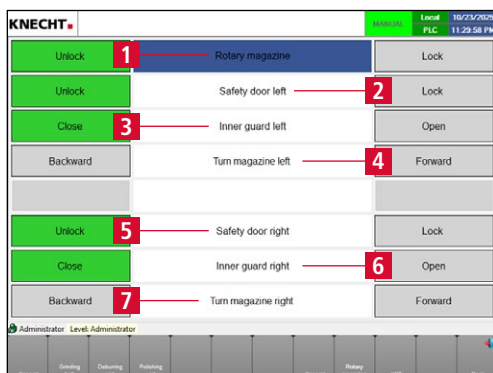 KNECHT
MANUAL Local 10/23/2025
PLC 11:29:58 PM
Unlock 1 Rotary magazine Lock
Unlock Safety door left 2 Lock
Close 3 Inner guard left Open
Backward Turn magazine left 4 Forward
Unlock 5 Safety door right Lock
Close Inner guard right 6 Open
Backward 7 Turn magazine right Forward
Administrator Level: Administrator
Grinding Deburring Polishing Rotary